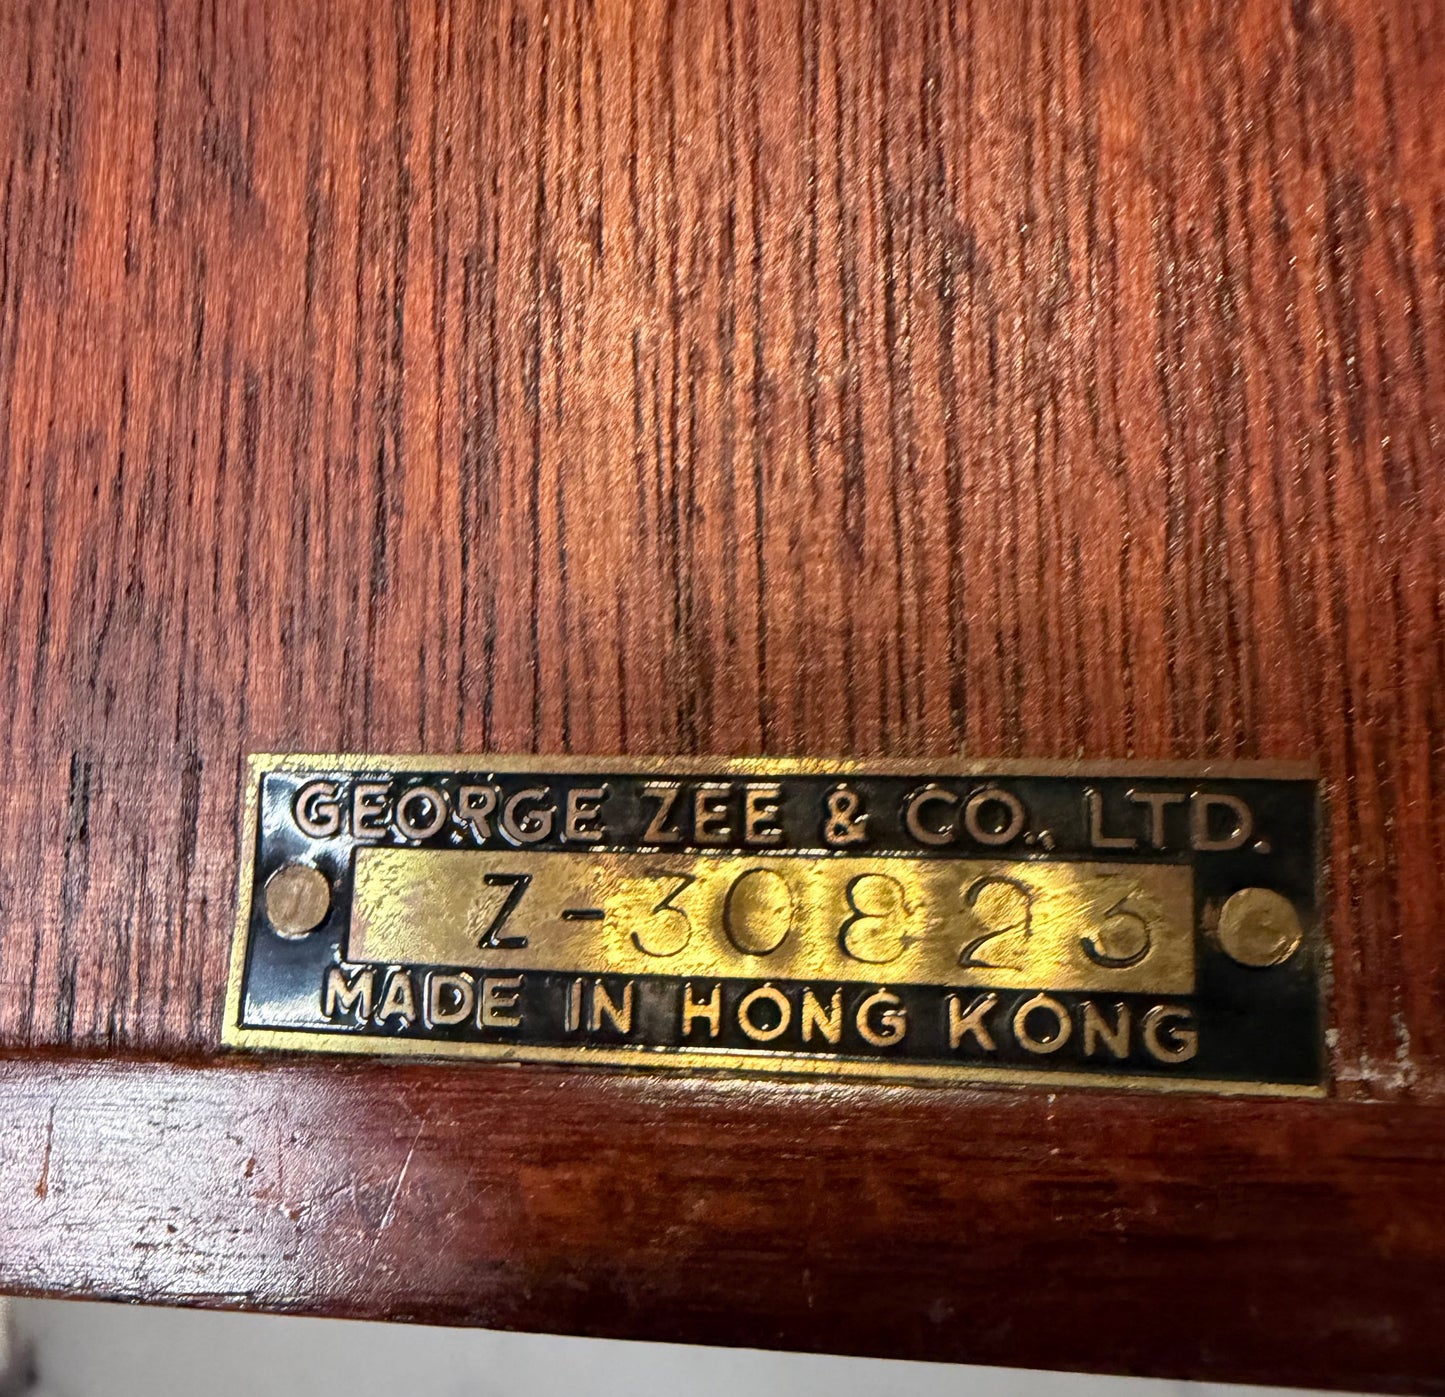 GEORGE ZEE & CO., LTD.
Z-30823
MADE IN HONG KONG